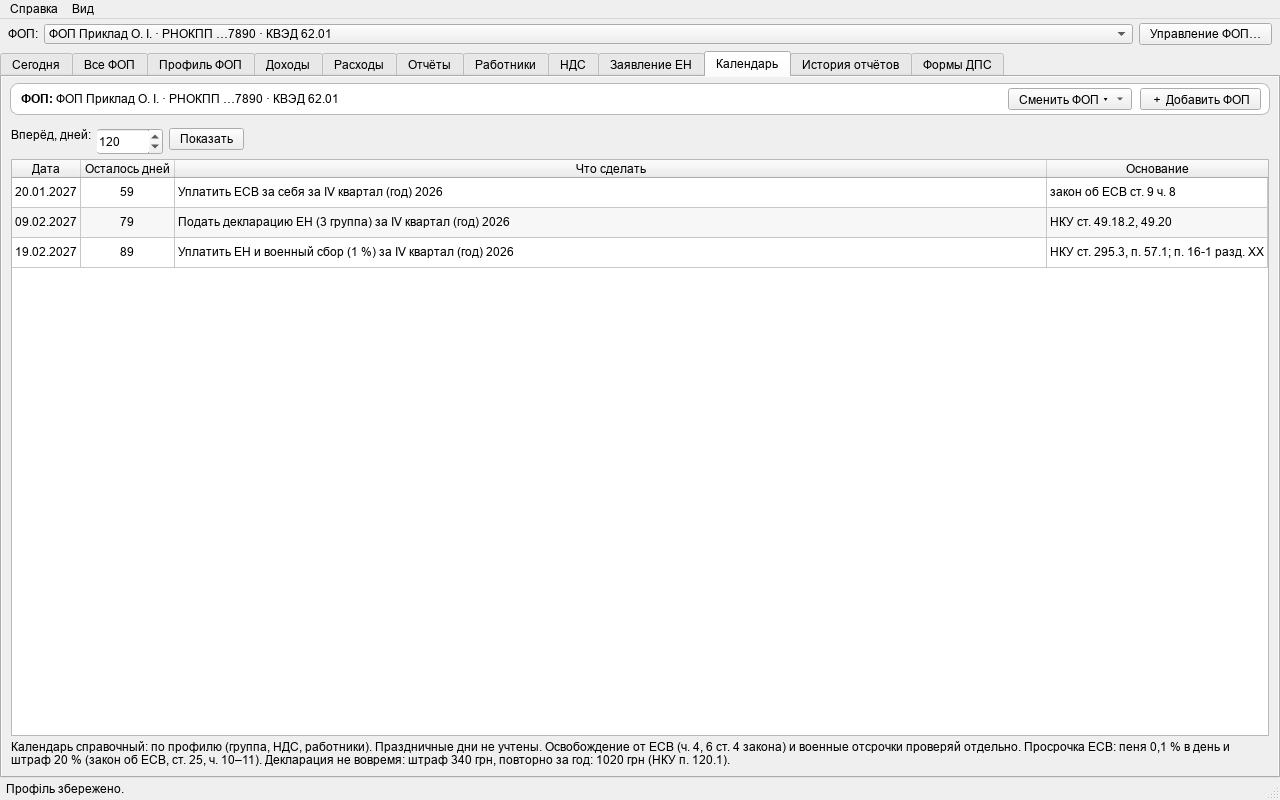 Справка Вид
ФОП: ФОП Приклад О. І. · РНОКПП …7890 · КВЭД 62.01 Управление ФОП…
Сегодня Все ФОП Профиль ФОП Доходы Расходы Отчёты Работники НДС Заявление ЕН Календарь История отчётов Формы ДПС
ФОП: ФОП Приклад О. І. · РНОКПП …7890 · КВЭД 62.01 Сменить ФОП + Добавить ФОП
Вперёд, дней: 120 Показать
Дата Осталось дней Что сделать Основание
20.01.2027 59 Уплатить ЕСВ за себя за IV квартал (год) 2026 закон об ЕСВ ст. 9 ч. 8
09.02.2027 79 Подать декларацию ЕН (3 группа) за IV квартал (год) 2026 НКУ ст. 49.18.2, 49.20
19.02.2027 89 Уплатить ЕН и военный сбор (1 %) за IV квартал (год) 2026 НКУ ст. 295.3, п. 57.1; п. 16-1 разд. XX
Календарь справочный: по профилю (группа, НДС, работники). Праздничные дни не учтены. Освобождение от ЕСВ (ч. 4, 6 ст. 4 закона) и военные отсрочки проверяй отдельно. Просрочка ЕСВ: пеня 0,1 % в день и
штраф 20 % (закон об ЕСВ, ст. 25, ч. 10–11). Декларация не вовремя: штраф 340 грн, повторно за год: 1020 грн (НКУ п. 120.1).
Профіль збережено.